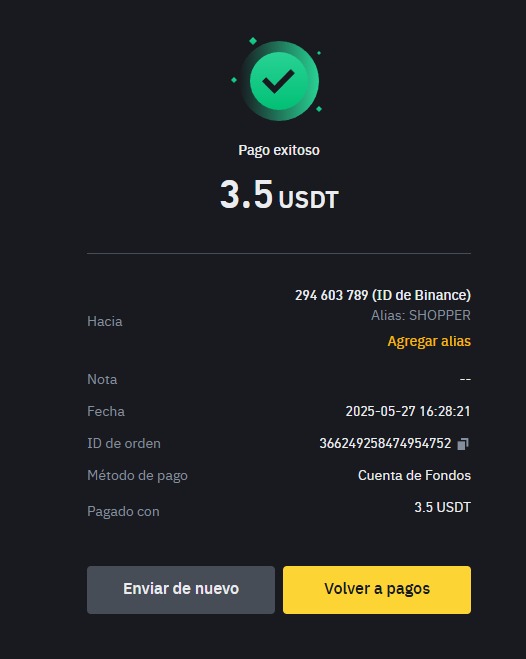 Pago exitoso
3.5 USDT
294 603 789 (ID de Binance)
Alias: SHOPPER
Hacia
Agregar alias
Nota --
Fecha 2025-05-27 16:28:21
ID de orden 366249258474954752
Método de pago Cuenta de Fondos
Pagado con 3.5 USDT
Enviar de nuevo Volver a pagos